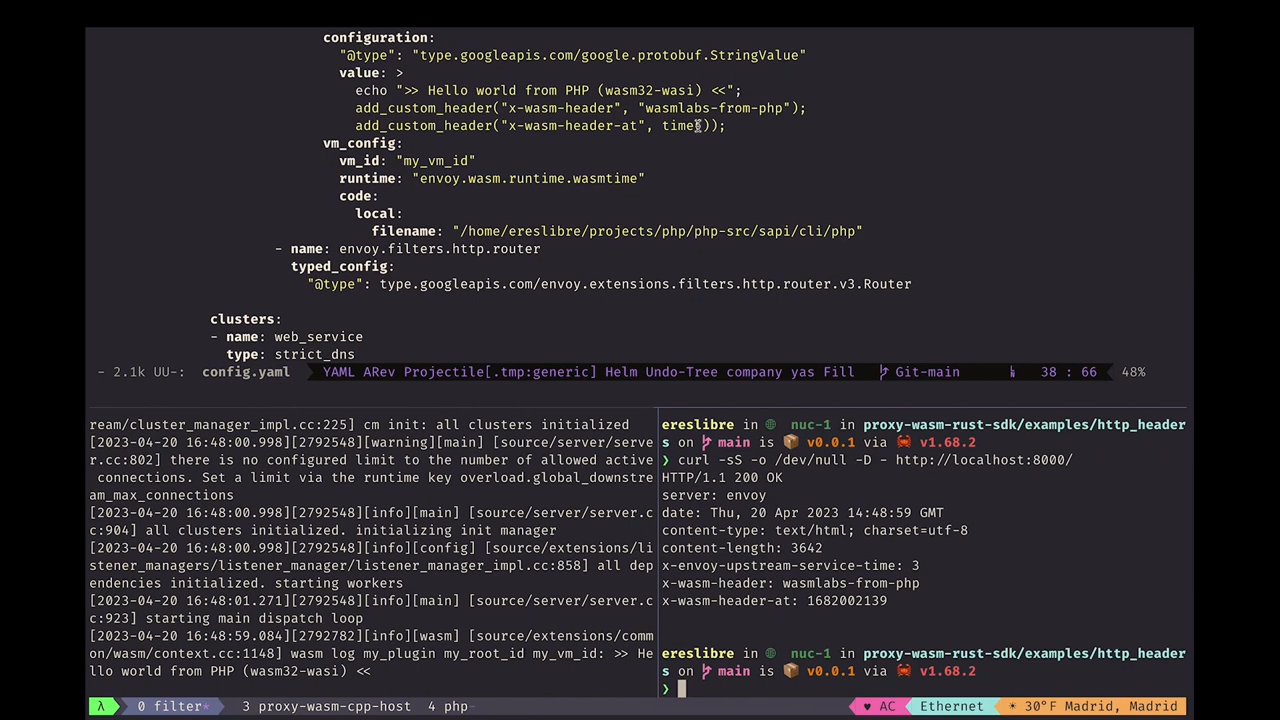 configuration:
"@type": "type.googleapis.com/google.protobuf.StringValue"
value: >
echo ">> Hello world from PHP (wasm32-wasi) <<";
add_custom_header("x-wasm-header", "wasmlabs-from-php");
add_custom_header("x-wasm-header-at", time());
vm_config:
vm_id: "my_vm_id"
runtime: "envoy.wasm.runtime.wasmtime"
code:
local:
filename: "/home/ereslibre/projects/php/php-src/sapi/cli/php"
- name: envoy.filters.http.router
typed_config:
"@type": type.googleapis.com/envoy.extensions.filters.http.router.v3.Router
clusters:
- name: web_service
type: strict_dns
- 2.1k UU-: config.yaml YAML ARev Projectile[.tmp:generic] Helm Undo-Tree company yas Fill Git-main 38 : 66 48%
ream/cluster_manager_impl.cc:225] cm init: all clusters initialized
[2023-04-20 16:48:00.998][2792548][warning][main] [source/server/serve
r.cc:802] there is no configured limit to the number of allowed active
connections. Set a limit via the runtime key overload.global_downstre
am_max_connections
[2023-04-20 16:48:00.998][2792548][info][main] [source/server/server.c
c:904] all clusters initialized. initializing init manager
[2023-04-20 16:48:00.998][2792548][info][config] [source/extensions/li
stener_managers/listener_manager/listener_manager_impl.cc:858] all dep
endencies initialized. starting workers
[2023-04-20 16:48:01.271][2792548][info][main] [source/server/server.c
c:923] starting main dispatch loop
[2023-04-20 16:48:59.084][2792782][info][wasm] [source/extensions/comm
on/wasm/context.cc:1148] wasm log my_plugin my_root_id my_vm_id: >> He
llo world from PHP (wasm32-wasi) <<
ereslibre in 🌐 nuc-1 in proxy-wasm-rust-sdk/examples/http_header
s on main is 📦 v0.0.1 via 🦀 v1.68.2
❯ curl -sS -o /dev/null -D - http://localhost:8000/
HTTP/1.1 200 OK
server: envoy
date: Thu, 20 Apr 2023 14:48:59 GMT
content-type: text/html; charset=utf-8
content-length: 3642
x-envoy-upstream-service-time: 3
x-wasm-header: wasmlabs-from-php
x-wasm-header-at: 1682002139
ereslibre in 🌐 nuc-1 in proxy-wasm-rust-sdk/examples/http_header
s on main is 📦 v0.0.1 via 🦀 v1.68.2
❯
λ 0 filter* 3 proxy-wasm-cpp-host 4 php- ♥ AC Ethernet ☀ 30°F Madrid, Madrid